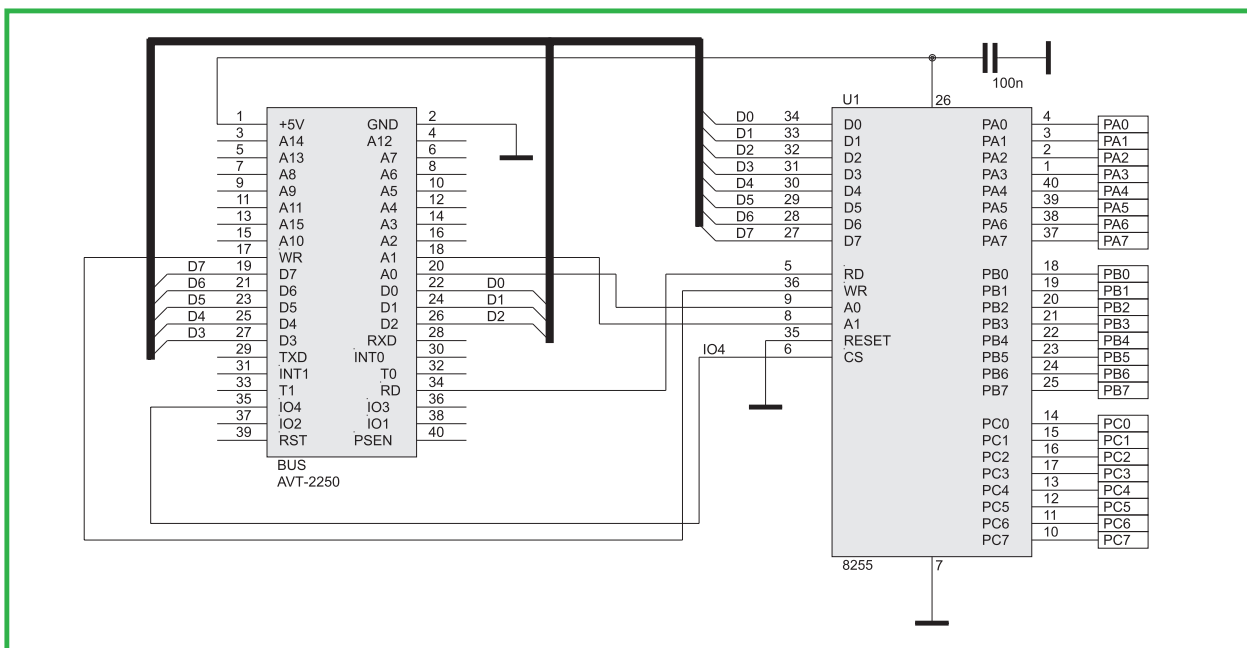 100n
1 +5V GND 2
3 A14 A12 4
5 A13 A7 6
7 A8 A6 8
9 A9 A5 10
11 A11 A4 12
13 A15 A3 14
15 A10 A2 16
17 WR A1 18
D7 19 D7 A0 20
D6 21 D6 D0 22 D0
D5 23 D5 D1 24 D1
D4 25 D4 D2 26 D2
D3 27 D3 RXD 28
29 TXD INT0 30
31 INT1 T0 32
33 T1 RD 34
35 IO4 IO3 36
37 IO2 IO1 38
39 RST PSEN 40
BUS
AVT-2250
U1 26
D0 34 D0 PA0 4 PA0
D1 33 D1 PA1 3 PA1
D2 32 D2 PA2 2 PA2
D3 31 D3 PA3 1 PA3
D4 30 D4 PA4 40 PA4
D5 29 D5 PA5 39 PA5
D6 28 D6 PA6 38 PA6
D7 27 D7 PA7 37 PA7
5 RD PB0 18 PB0
36 WR PB1 19 PB1
9 A0 PB2 20 PB2
8 A1 PB3 21 PB3
35 RESET PB4 22 PB4
IO4 6 CS PB5 23 PB5
PB6 24 PB6
PB7 25 PB7
PC0 14 PC0
PC1 15 PC1
PC2 16 PC2
PC3 17 PC3
PC4 13 PC4
PC5 12 PC5
PC6 11 PC6
PC7 10 PC7
8255 7